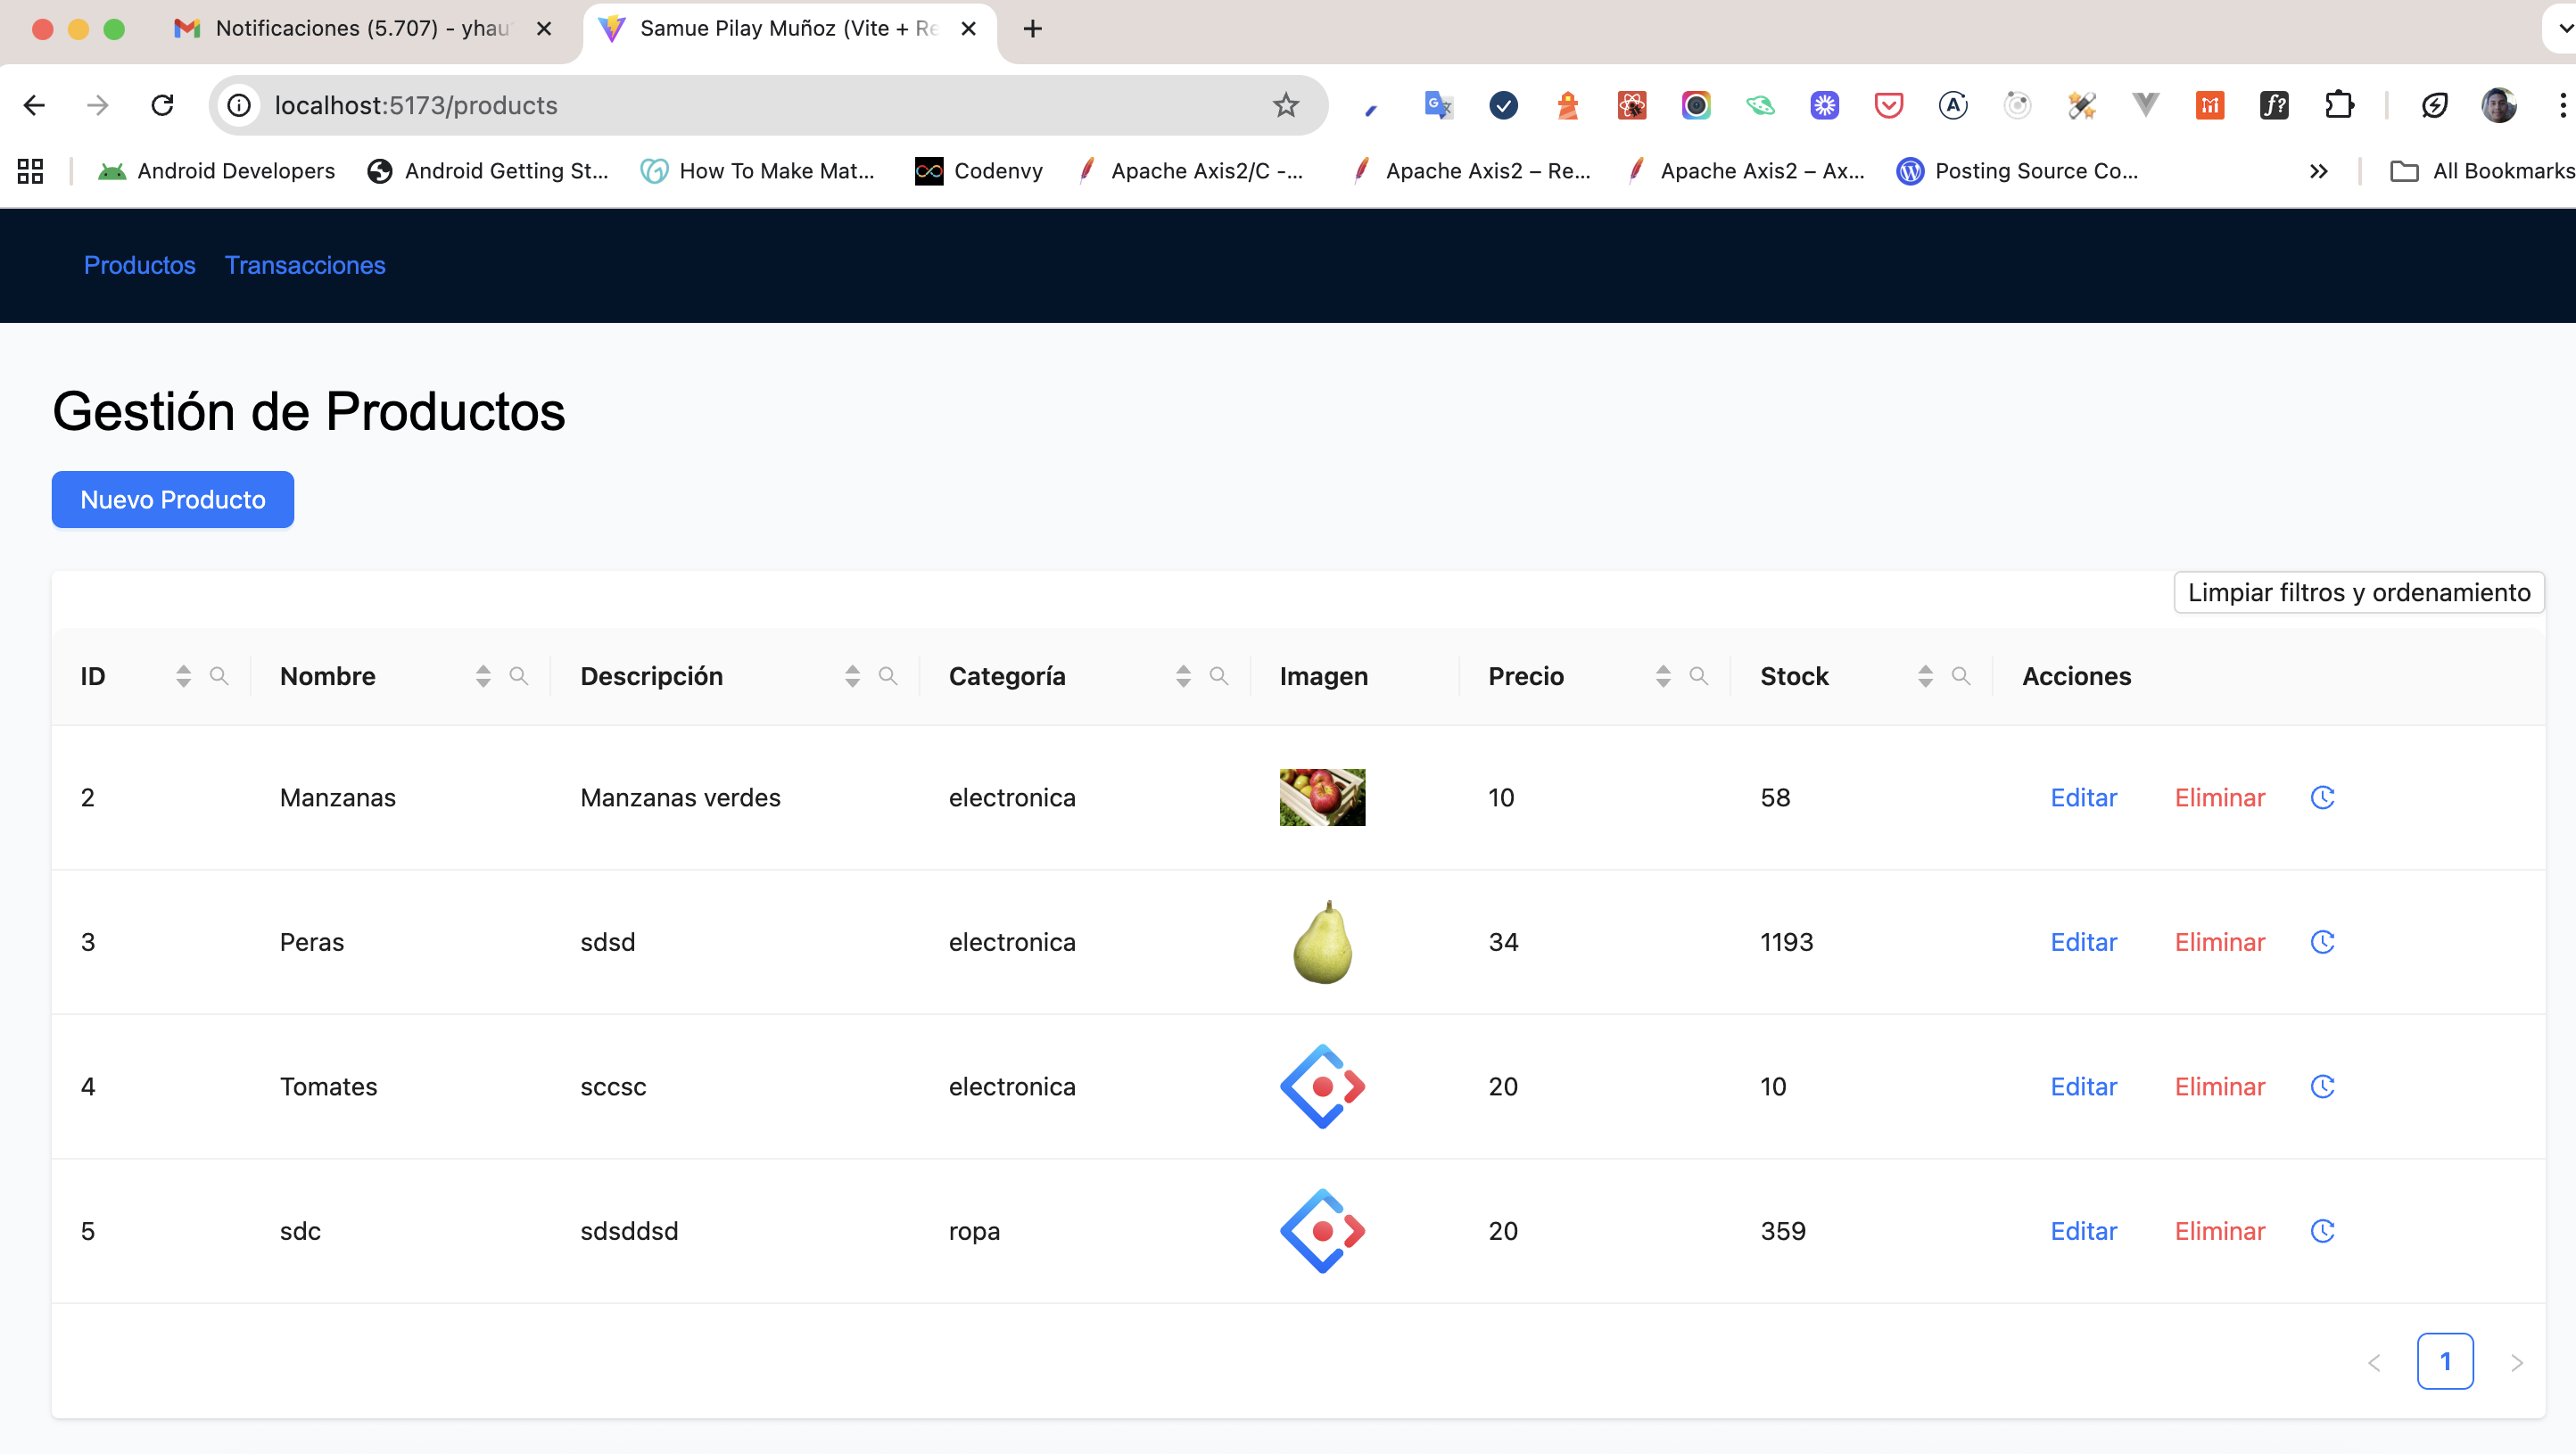 Notificaciones (5.707) - yhau
Samue Pilay Muñoz (Vite + Re
localhost:5173/products
Android Developers
Android Getting St...
How To Make Mat...
Codenvy
Apache Axis2/C -...
Apache Axis2 – Re...
Apache Axis2 – Ax...
Posting Source Co...
All Bookmarks
Productos Transacciones
Gestión de Productos
Nuevo Producto
Limpiar filtros y ordenamiento
ID Nombre Descripción Categoría Imagen Precio Stock Acciones
2 Manzanas Manzanas verdes electronica 10 58 Editar Eliminar
3 Peras sdsd electronica 34 1193 Editar Eliminar
4 Tomates sccsc electronica 20 10 Editar Eliminar
5 sdc sdsddsd ropa 20 359 Editar Eliminar
1